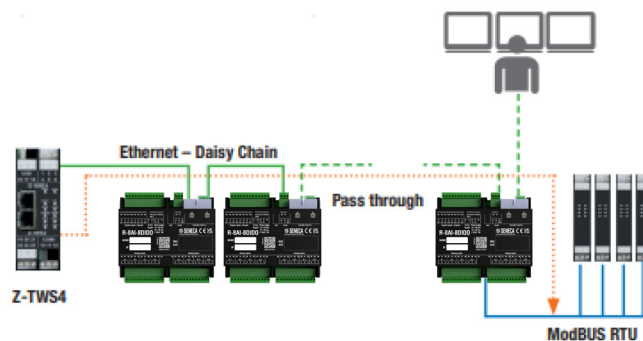 Ethernet – Daisy Chain
Pass through
R-8AI-8DIDO
SENECA
R-8AI-8DIDO
SENECA
R-8AI-8DIDO
SENECA
Z-TWS4
ModBUS RTU